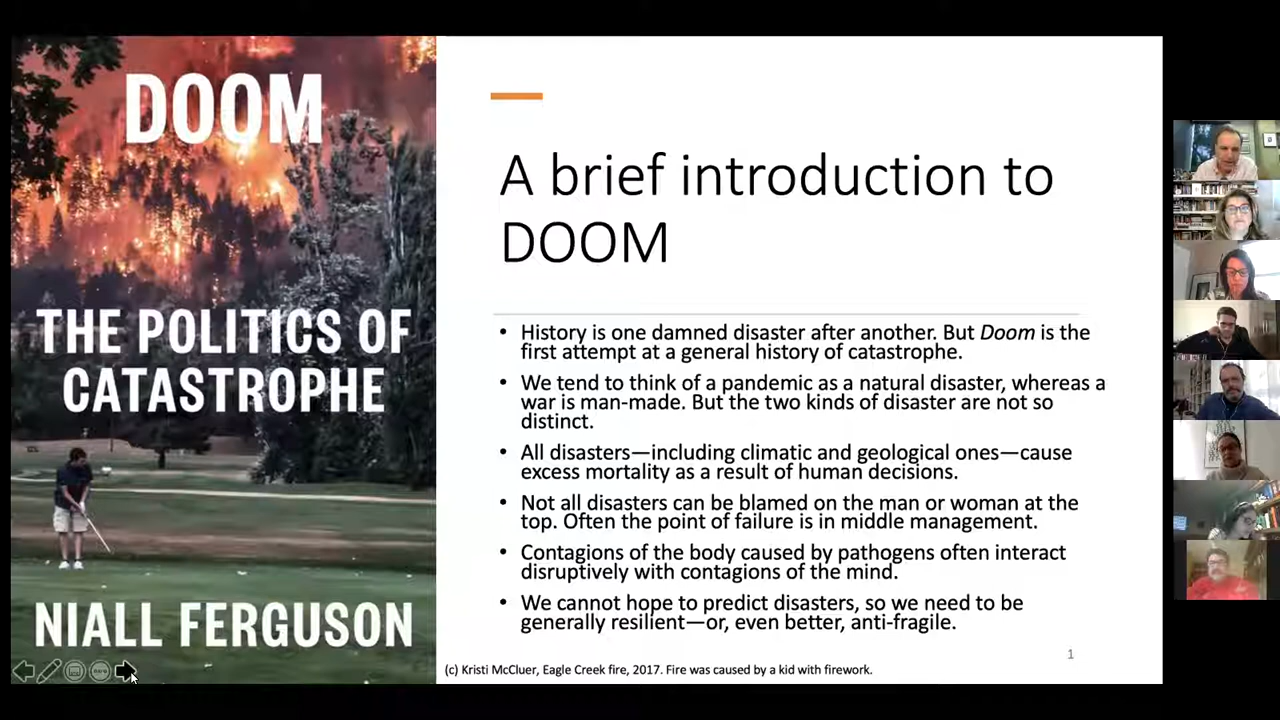 DOOM
THE POLITICS OF
CATASTROPHE
NIALL FERGUSON
A brief introduction to
DOOM
• History is one damned disaster after another. But Doom is the
first attempt at a general history of catastrophe.
• We tend to think of a pandemic as a natural disaster, whereas a
war is man-made. But the two kinds of disaster are not so
distinct.
• All disasters—including climatic and geological ones—cause
excess mortality as a result of human decisions.
• Not all disasters can be blamed on the man or woman at the
top. Often the point of failure is in middle management.
• Contagions of the body caused by pathogens often interact
disruptively with contagions of the mind.
• We cannot hope to predict disasters, so we need to be
generally resilient—or, even better, anti-fragile.
1
(c) Kristi McCluer, Eagle Creek fire, 2017. Fire was caused by a kid with firework.